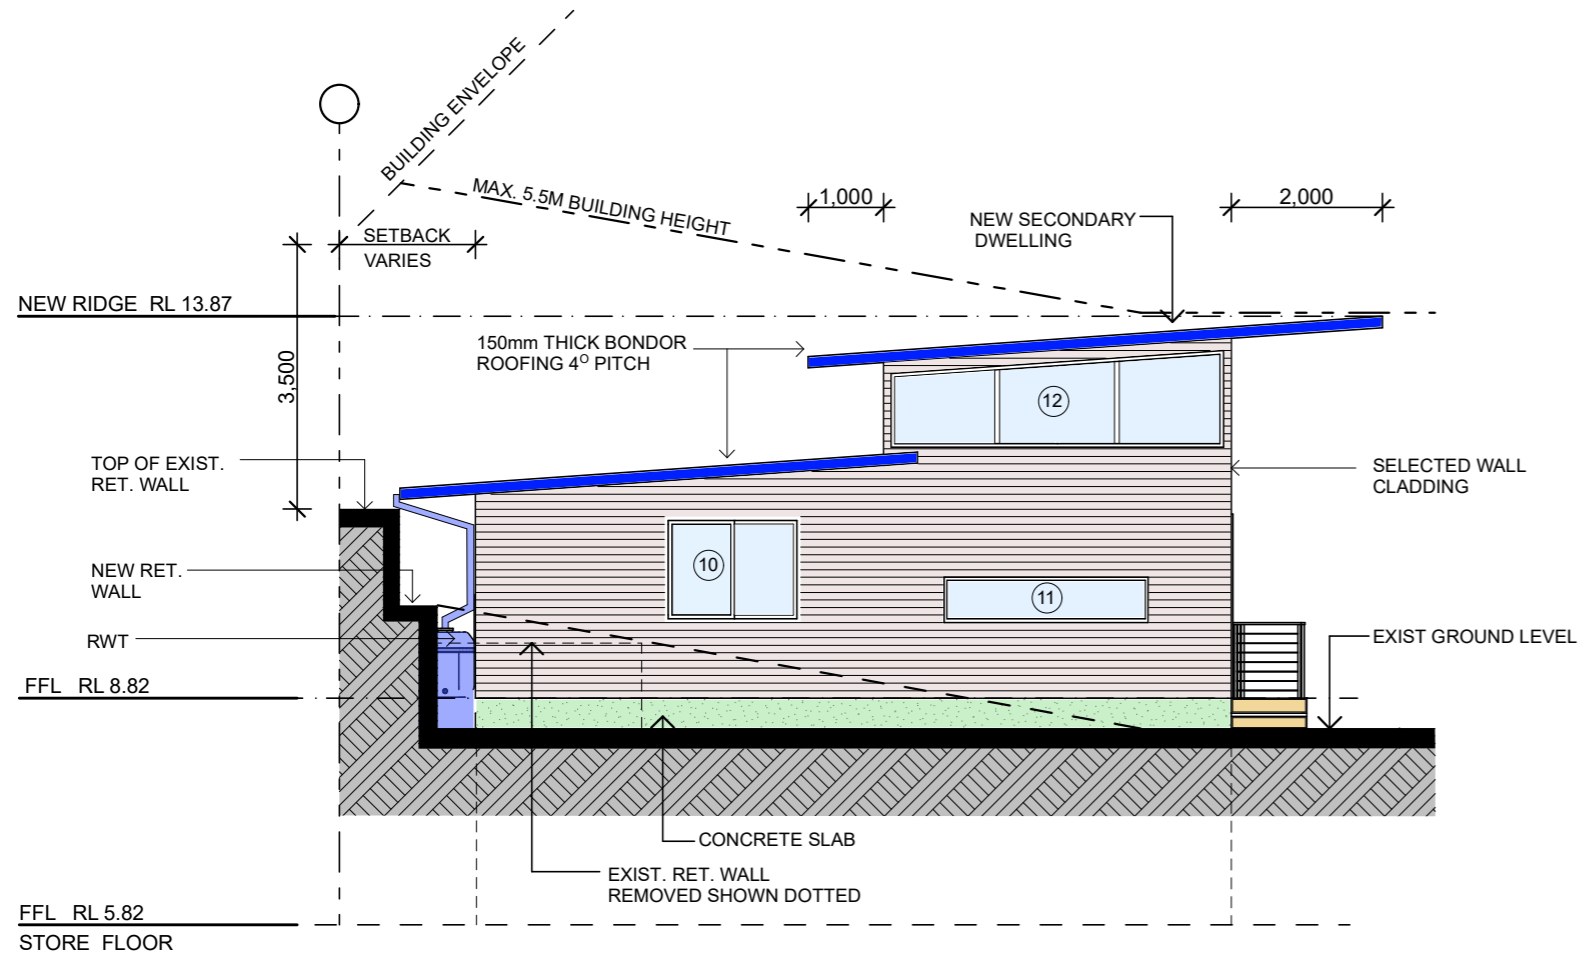 BUILDING ENVELOPE
MAX. 5.5M BUILDING HEIGHT
1,000
2,000
NEW SECONDARY
DWELLING
SETBACK
VARIES
NEW RIDGE RL 13.87
3,500
150mm THICK BONDOR
ROOFING 4O PITCH
12
TOP OF EXIST.
RET. WALL
SELECTED WALL
CLADDING
10
NEW RET.
WALL
11
RWT
EXIST GROUND LEVEL
FFL RL 8.82
CONCRETE SLAB
EXIST. RET. WALL
REMOVED SHOWN DOTTED
FFL RL 5.82
STORE FLOOR